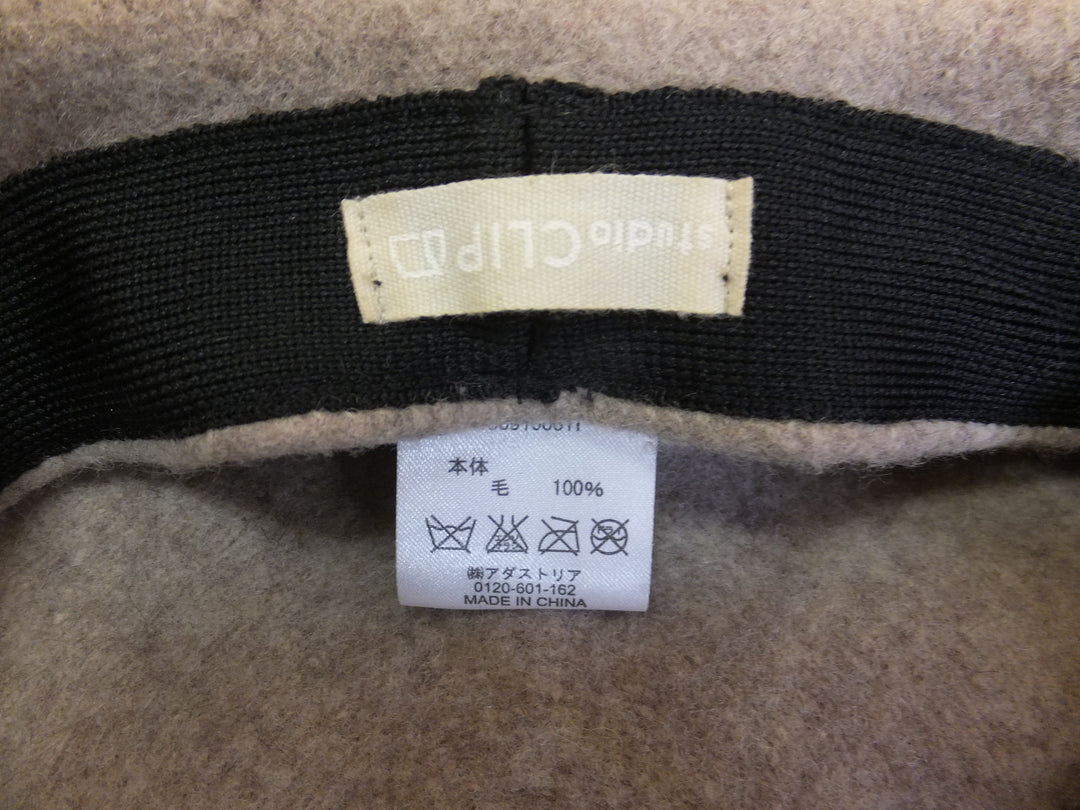 studio CLIP
本体
毛 100%
㈱アダストリア
0120-601-162
MADE IN CHINA